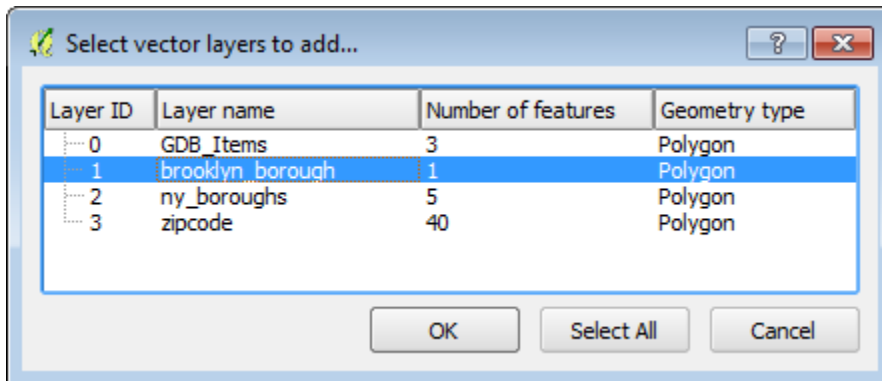 Select vector layers to add...
Layer ID Layer name Number of features Geometry type
0 GDB_Items 3 Polygon
1 brooklyn_borough 1 Polygon
2 ny_boroughs 5 Polygon
3 zipcode 40 Polygon
OK Select All Cancel